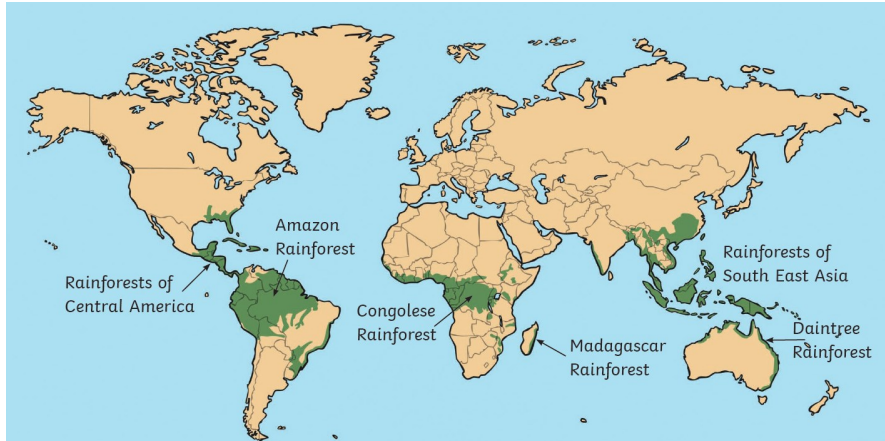 Amazon
Rainforest
Rainforests of
Central America
Congolese
Rainforest
Madagascar
Rainforest
Rainforests of
South East Asia
Daintree
Rainforest